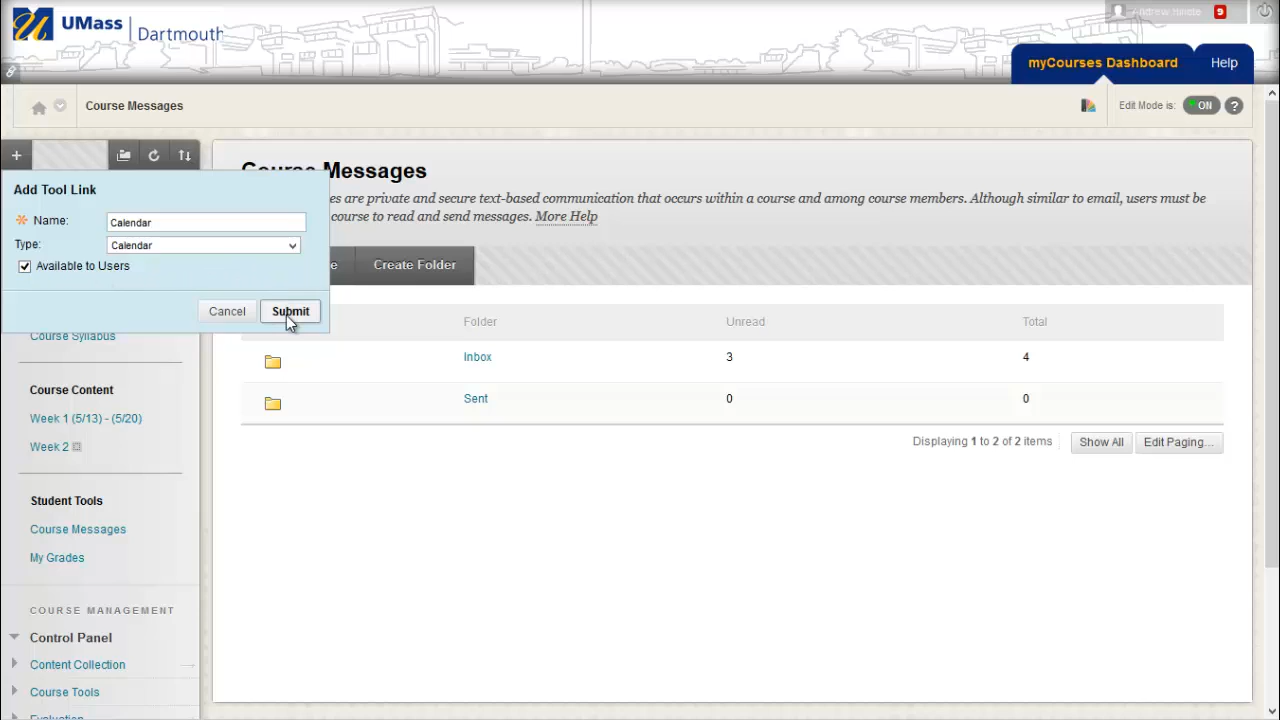 UMass
Dartmouth
9
myCourses Dashboard
Help
Course Messages
Edit Mode is:
ON
?
Course Messages
es are private and secure text-based communication that occurs within a course and among course members. Although similar to email, users must be
course to read and send messages. More Help
Add Tool Link
Name:
Calendar
Type:
Calendar
Available to Users
Cancel
Submit
e
Create Folder
Folder
Unread
Total
Inbox
3
4
Sent
0
0
Displaying 1 to 2 of 2 items
Show All
Edit Paging...
Course Syllabus
Course Content
Week 1 (5/13) - (5/20)
Week 2
Student Tools
Course Messages
My Grades
COURSE MANAGEMENT
Control Panel
Content Collection
Course Tools
Evaluation